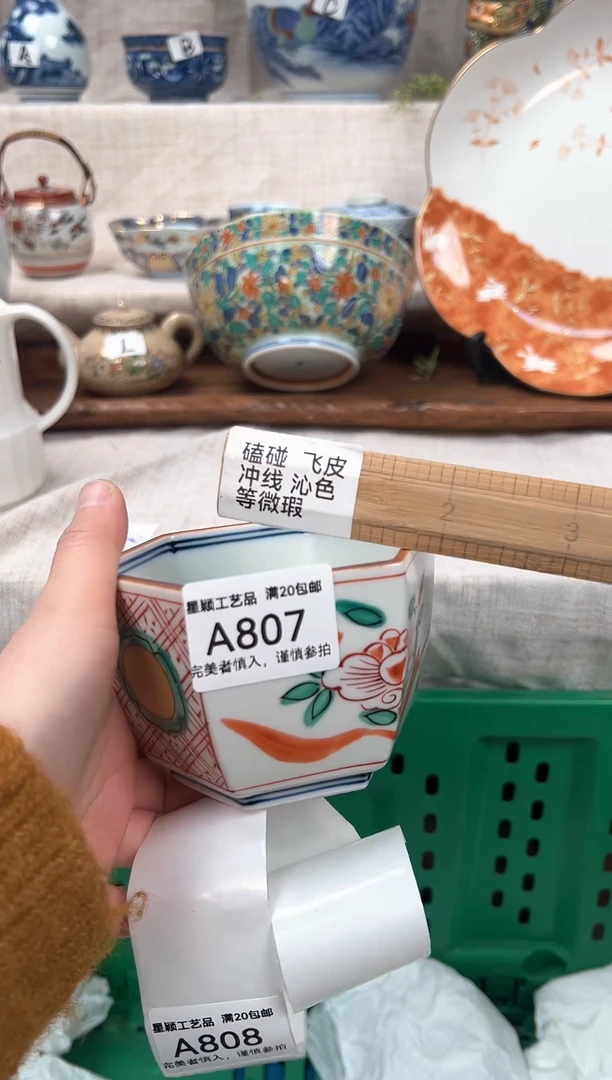 A
B
C
L
磕碰 飞皮
冲线 沁色
等微瑕
2
3
星颖工艺品 满20包邮
A807
完美者慎入，谨慎参拍
星颖工艺品 满20包邮
A808
完美者慎入，谨慎参拍